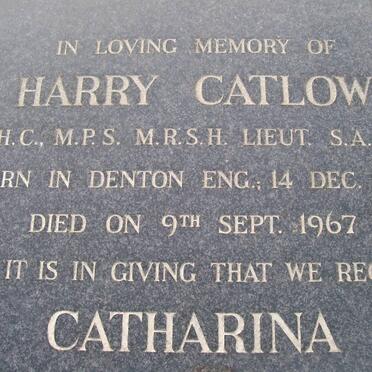 IN LOVING MEMORY OF
HARRY CATLOW
H.C., M.P.S. M.R.S.H. LIEUT. S.A.
RN IN DENTON ENG.; 14 DEC.
DIED ON 9TH SEPT. 1967
IT IS IN GIVING THAT WE REC
CATHARINA